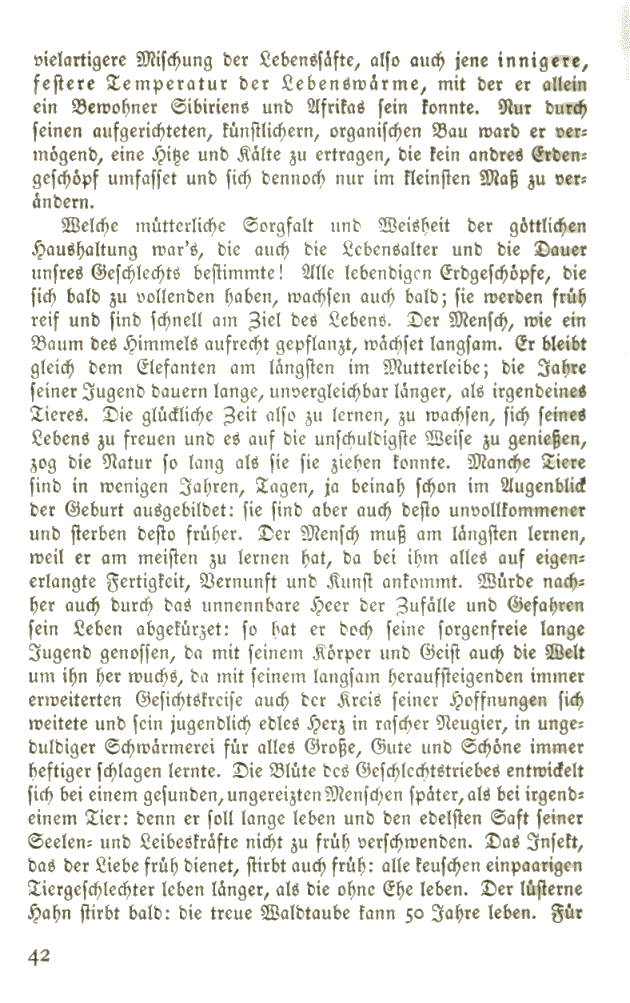 vielartigere Mischung der Lebenssäfte, also auch jene innigere,
festere Temperatur der Lebenswärme, mit der er allein
ein Bewohner Sibiriens und Afrikas sein konnte. Nur durch
seinen aufgerichteten, künstlichern, organischen Bau ward er ver-
mögend, eine Hitze und Kälte zu ertragen, die kein andres Erden-
geschöpf umfasset und sich dennoch nur im kleinsten Maß zu ver-
ändern.
Welche mütterliche Sorgfalt und Weisheit der göttlichen
Haushaltung war's, die auch die Lebensalter und die Dauer
unsres Geschlechts bestimmte! Alle lebendigen Erdgeschöpfe, die
sich bald zu vollenden haben, wachsen auch bald; sie werden früh
reif und sind schnell am Ziel des Lebens. Der Mensch, wie ein
Baum des Himmels aufrecht gepflanzt, wächset langsam. Er bleibt
gleich dem Elefanten am längsten im Mutterleibe; die Jahre
seiner Jugend dauern lange, unvergleichbar länger, als irgendeines
Tieres. Die glückliche Zeit also zu lernen, zu wachsen, sich seines
Lebens zu freuen und es auf die unschuldigste Weise zu genießen,
zog die Natur so lang als sie sie ziehen konnte. Manche Tiere
sind in wenigen Jahren, Tagen, ja beinah schon im Augenblick
der Geburt ausgebildet: sie sind aber auch desto unvollkommener
und sterben desto früher. Der Mensch muß am längsten lernen,
weil er am meisten zu lernen hat, da bei ihm alles auf eigen-
erlangte Fertigkeit, Vernunft und Kunst ankommt. Würde nach-
her auch durch das unnennbare Heer der Zufälle und Gefahren
sein Leben abgekürzet: so hat er doch seine sorgenfreie lange
Jugend genossen, da mit seinem Körper und Geist auch die Welt
um ihn her wuchs, da mit seinem langsam heraufsteigenden immer
erweiterten Gesichtskreise auch der Kreis seiner Hoffnungen sich
weitete und sein jugendlich edles Herz in rascher Neugier, in unge-
duldiger Schwärmerei für alles Große, Gute und Schöne immer
heftiger schlagen lernte. Die Blüte des Geschlechtstriebes entwickelt
sich bei einem gesunden, ungereizten Menschen später, als bei irgend-
einem Tier: denn er soll lange leben und den edelsten Saft seiner
Seelen- und Leibeskräfte nicht zu früh verschwenden. Das Insekt,
das der Liebe früh dienet, stirbt auch früh: alle keuschen einpaarigen
Tiergeschlechter leben länger, als die ohne Ehe leben. Der lüsterne
Hahn stirbt bald: die treue Waldtaube kann 50 Jahre leben. Für
42